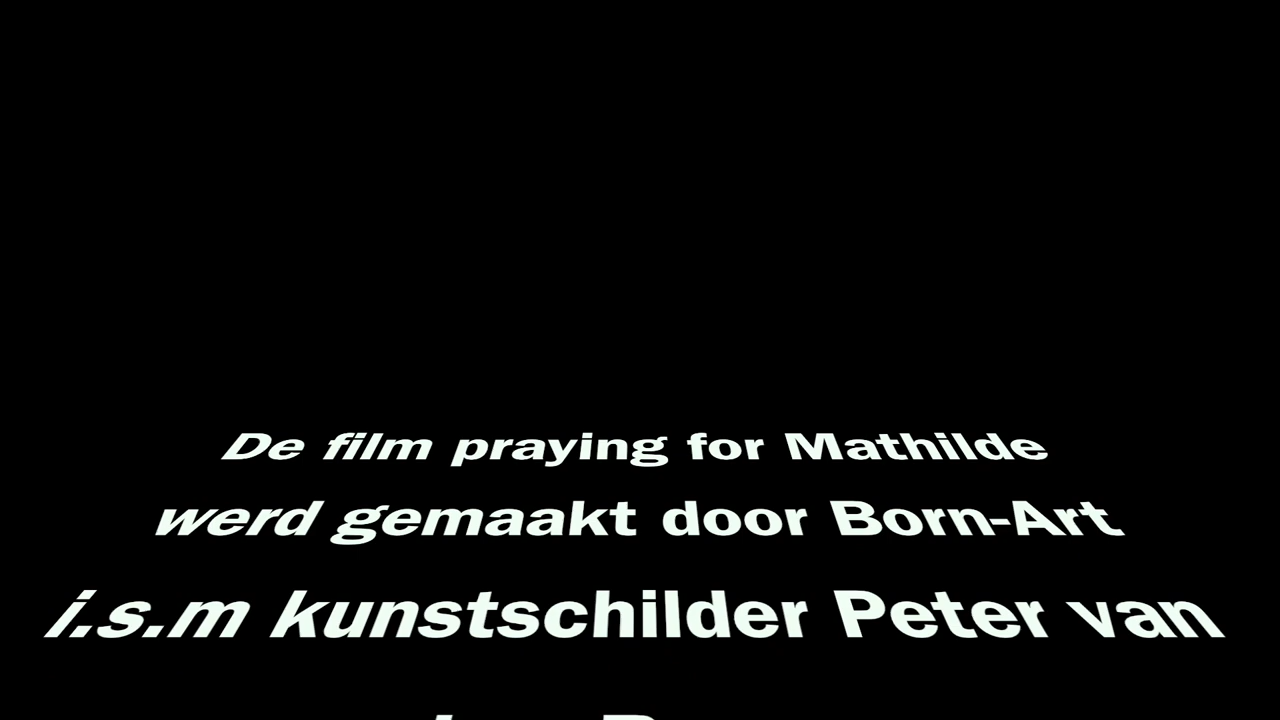 De film praying for Mathilde
werd gemaakt door Born-Art
i.s.m kunstschilder Peter van